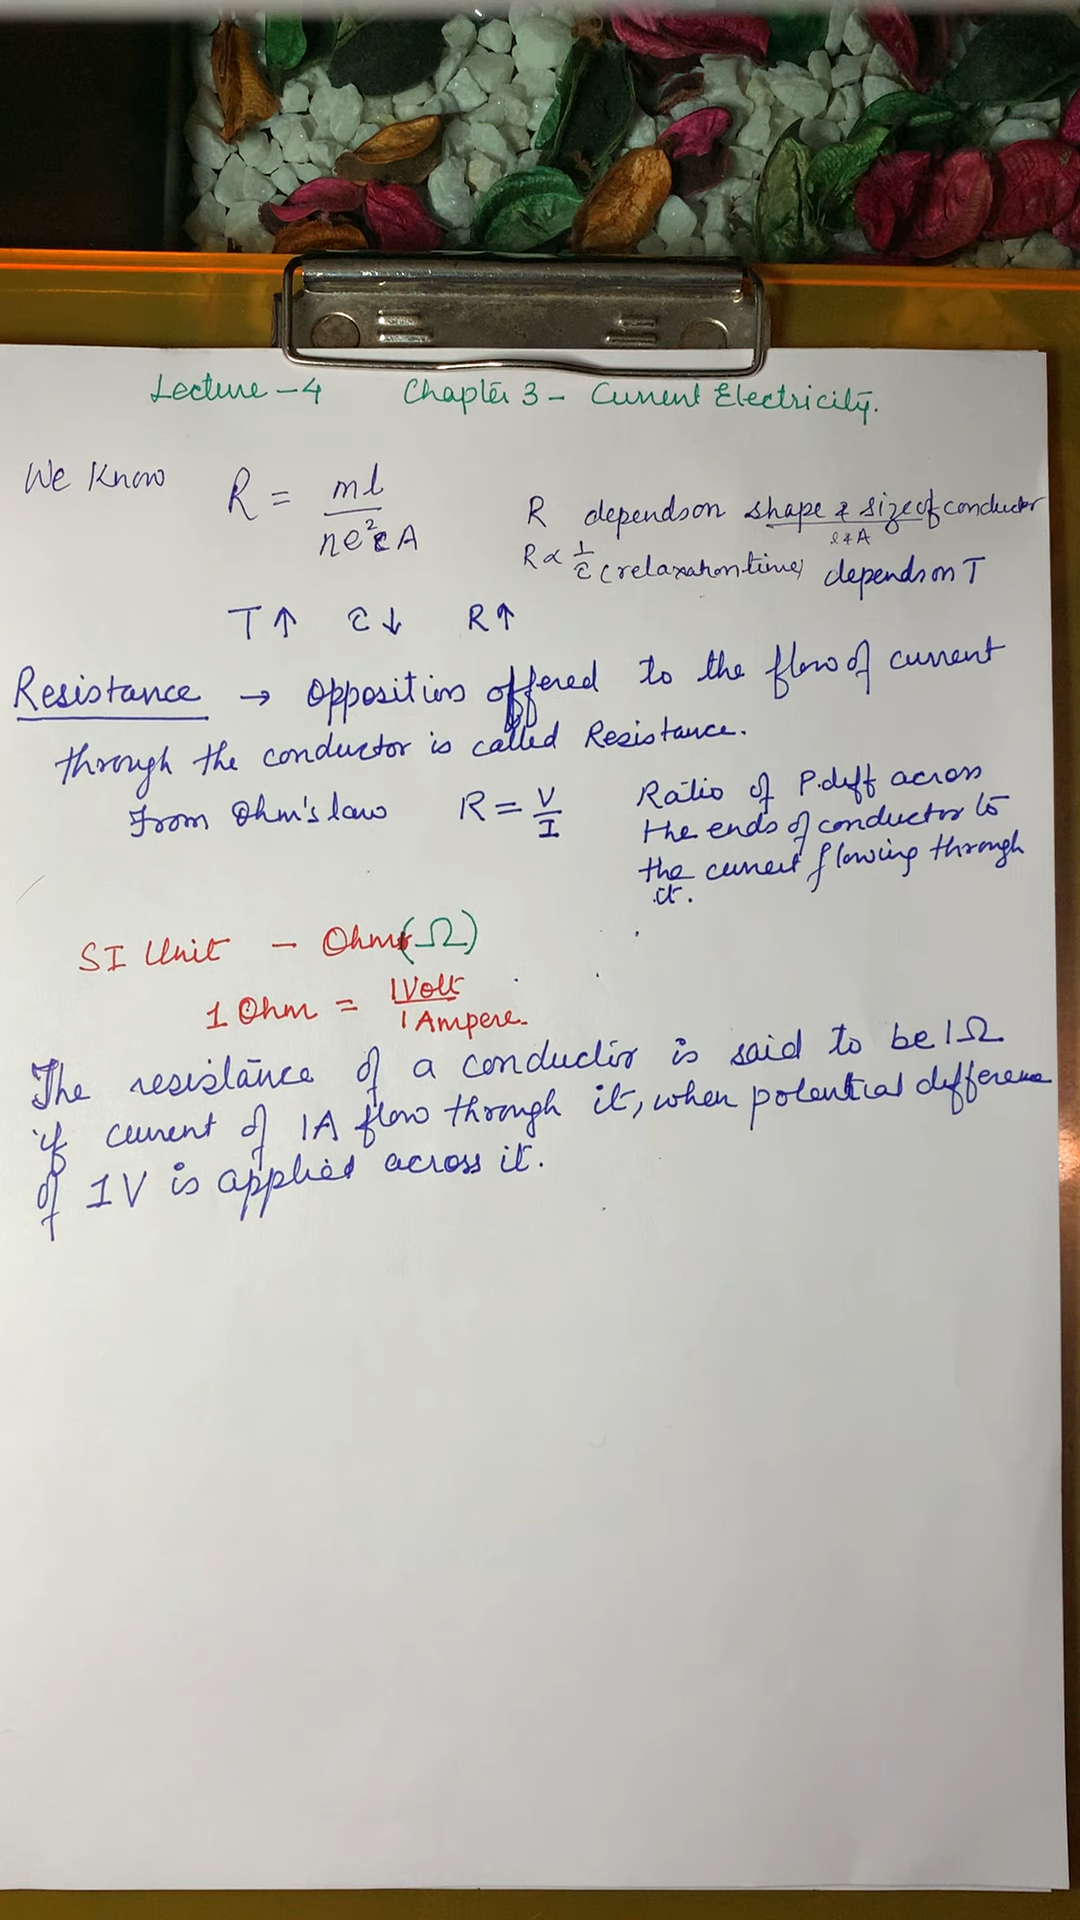 Lecture - 4 Chapter 3 - Current Electricity.
We Know R = ml / ne²τA
R depends on shape & size of conductor
l & A
R ∝ 1/τ (relaxation time) depends on T
T↑ τ↓ R↑
Resistance → Opposition offered to the flow of current
through the conductor is called Resistance.
From Ohm's law R = V/I
Ratio of P.diff across
the ends of conductor to
the current flowing through
it.
SI Unit - Ohm (Ω)
1 Ohm = 1 Volt / 1 Ampere.
The resistance of a conductor is said to be 1Ω
if current of 1A flow through it, when potential difference
of 1V is applied across it.